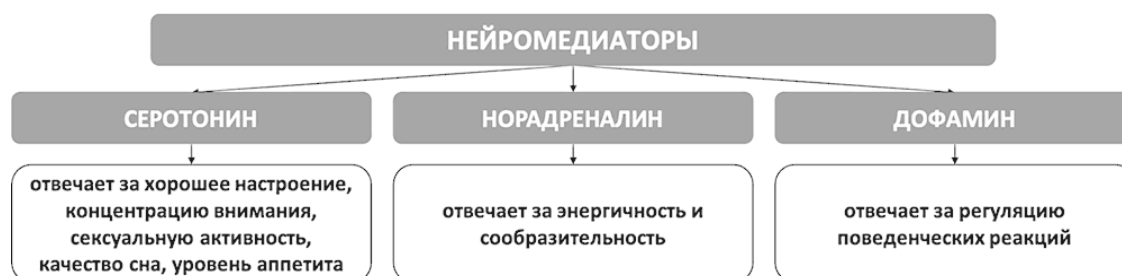 НЕЙРОМЕДИАТОРЫ
СЕРОТОНИН
НОРАДРЕНАЛИН
ДОФАМИН
отвечает за хорошее настроение,
концентрацию внимания,
сексуальную активность,
качество сна, уровень аппетита
отвечает за энергичность и
сообразительность
отвечает за регуляцию
поведенческих реакций